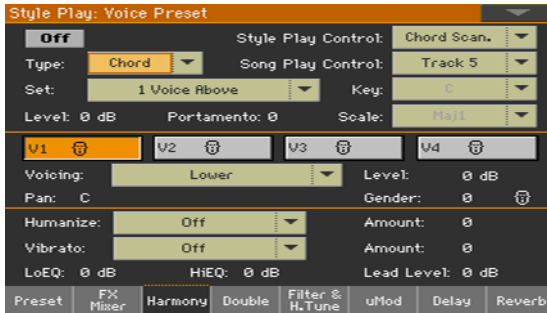 Style Play: Voice Preset
Off Style Play Control: Chord Scan.
Type: Chord Song Play Control: Track 5
Set: 1 Voice Above Key: C
Level: 0 dB Portamento: 0 Scale: Maj1
V1 V2 V3 V4
Voicing: Lower Level: 0 dB
Pan: C Gender: 0
Humanize: Off Amount: 0
Vibrato: Off Amount: 0
LoEQ: 0 dB HiEQ: 0 dB Lead Level: 0 dB
Preset FX Mixer Harmony Double Filter & H.Tune uMod Delay Reverb